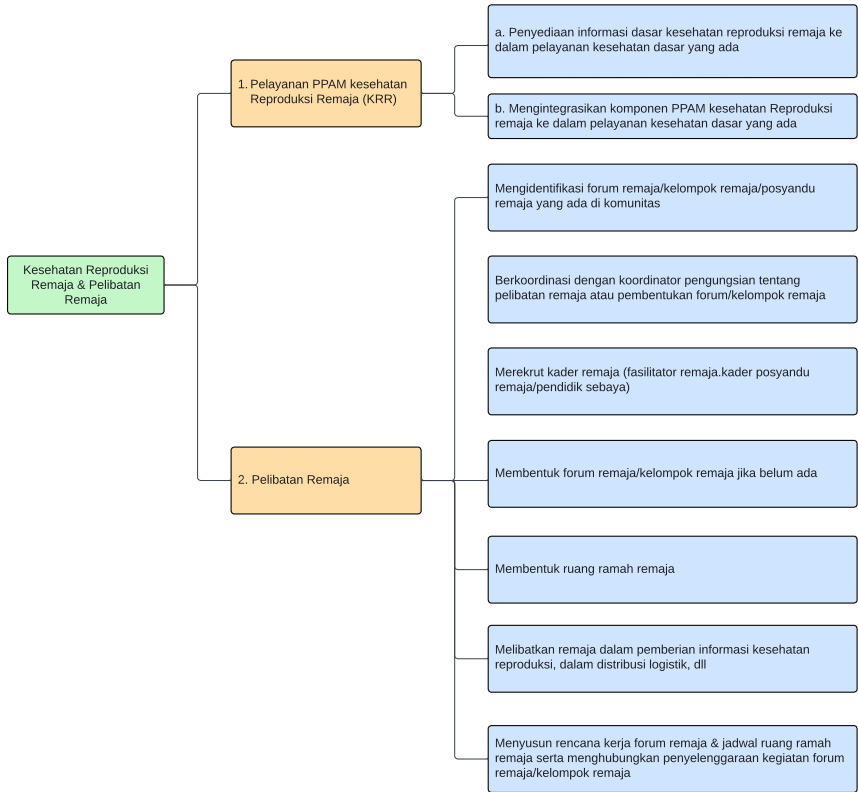 Kesehatan Reproduksi
Remaja & Pelibatan
Remaja
1. Pelayanan PPAM kesehatan
Reproduksi Remaja (KRR)
a. Penyediaan informasi dasar kesehatan reproduksi remaja ke
dalam pelayanan kesehatan dasar yang ada
b. Mengintegrasikan komponen PPAM kesehatan Reproduksi
remaja ke dalam pelayanan kesehatan dasar yang ada
2. Pelibatan Remaja
Mengidentifikasi forum remaja/kelompok remaja/posyandu
remaja yang ada di komunitas
Berkoordinasi dengan koordinator pengungsian tentang
pelibatan remaja atau pembentukan forum/kelompok remaja
Merekrut kader remaja (fasilitator remaja.kader posyandu
remaja/pendidik sebaya)
Membentuk forum remaja/kelompok remaja jika belum ada
Membentuk ruang ramah remaja
Melibatkan remaja dalam pemberian informasi kesehatan
reproduksi, dalam distribusi logistik, dll
Menyusun rencana kerja forum remaja & jadwal ruang ramah
remaja serta menghubungkan penyelenggaraan kegiatan forum
remaja/kelompok remaja